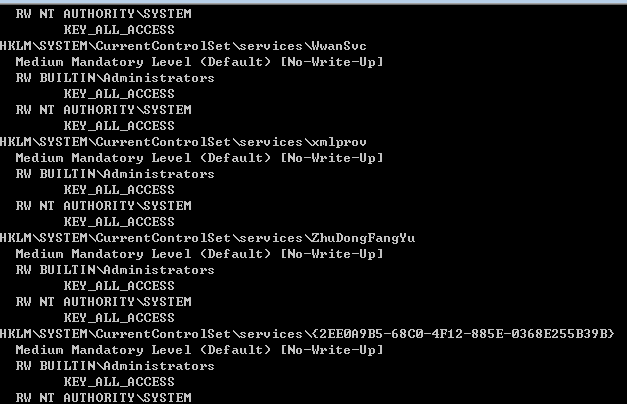 RW NT AUTHORITY\SYSTEM
KEY_ALL_ACCESS
HKLM\SYSTEM\CurrentControlSet\services\WwanSvc
Medium Mandatory Level (Default) [No-Write-Up]
RW BUILTIN\Administrators
KEY_ALL_ACCESS
RW NT AUTHORITY\SYSTEM
KEY_ALL_ACCESS
HKLM\SYSTEM\CurrentControlSet\services\xmlprov
Medium Mandatory Level (Default) [No-Write-Up]
RW BUILTIN\Administrators
KEY_ALL_ACCESS
RW NT AUTHORITY\SYSTEM
KEY_ALL_ACCESS
HKLM\SYSTEM\CurrentControlSet\services\ZhuDongFangYu
Medium Mandatory Level (Default) [No-Write-Up]
RW BUILTIN\Administrators
KEY_ALL_ACCESS
RW NT AUTHORITY\SYSTEM
KEY_ALL_ACCESS
HKLM\SYSTEM\CurrentControlSet\services\{2EE0A9B5-68C0-4F12-885E-0368E255B39B}
Medium Mandatory Level (Default) [No-Write-Up]
RW BUILTIN\Administrators
KEY_ALL_ACCESS
RW NT AUTHORITY\SYSTEM